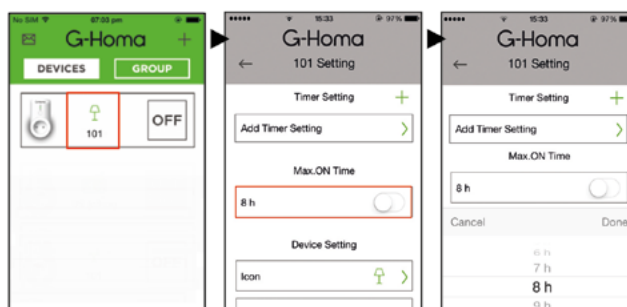 No SIM 07:03 pm
G-Homa
+
DEVICES GROUP
101
OFF
15:33 97%
G-Homa
← 101 Setting
Timer Setting +
Add Timer Setting >
Max.ON Time
8 h
Device Setting
Icon >
15:33 97%
G-Homa
← 101 Setting
Timer Setting +
Add Timer Setting >
Max.ON Time
8 h
Cancel Done
6 h
7 h
8 h
9 h